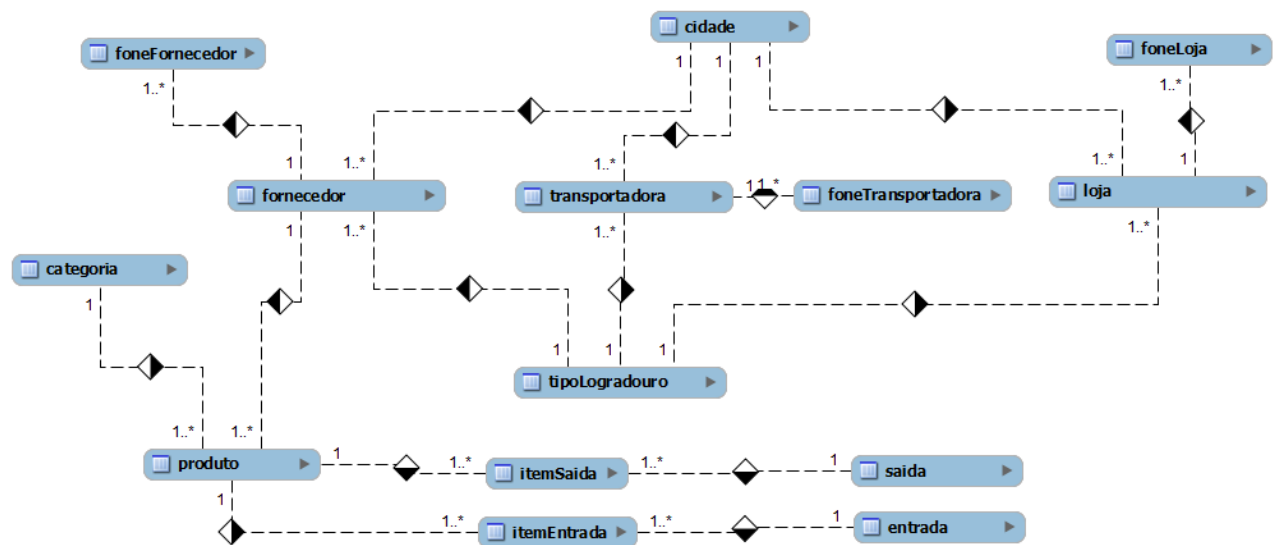 cidade
foneFornecedor
foneLoja
1
1
1
1..*
1..*
1
1..*
1..*
1..*
1
fornecedor
transportadora
1
1..*
foneTransportadora
loja
1
1..*
1..*
1..*
categoria
1
1
1
1
tipoLogradouro
1..*
1..*
produto
1
1..*
itemSaida
1..*
1
saida
1
1..*
itemEntrada
1..*
1
entrada